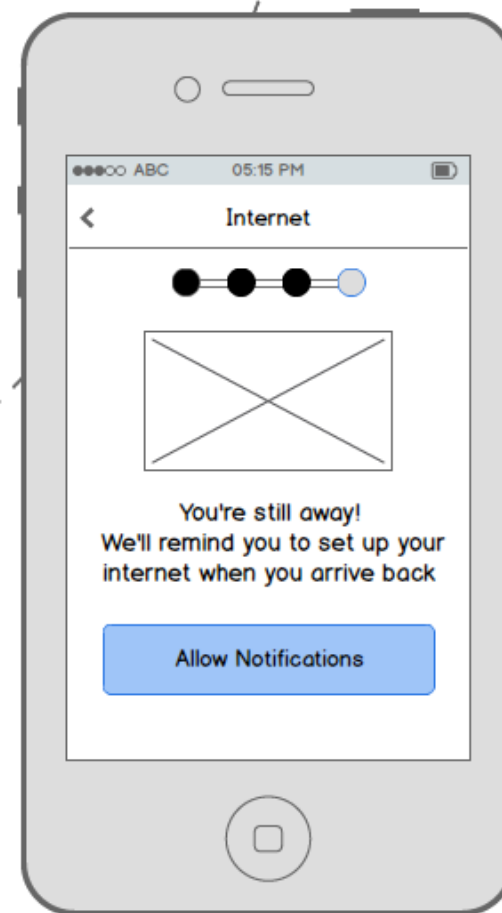 ABC 05:15 PM
Internet
You're still away!
We'll remind you to set up your
internet when you arrive back
Allow Notifications